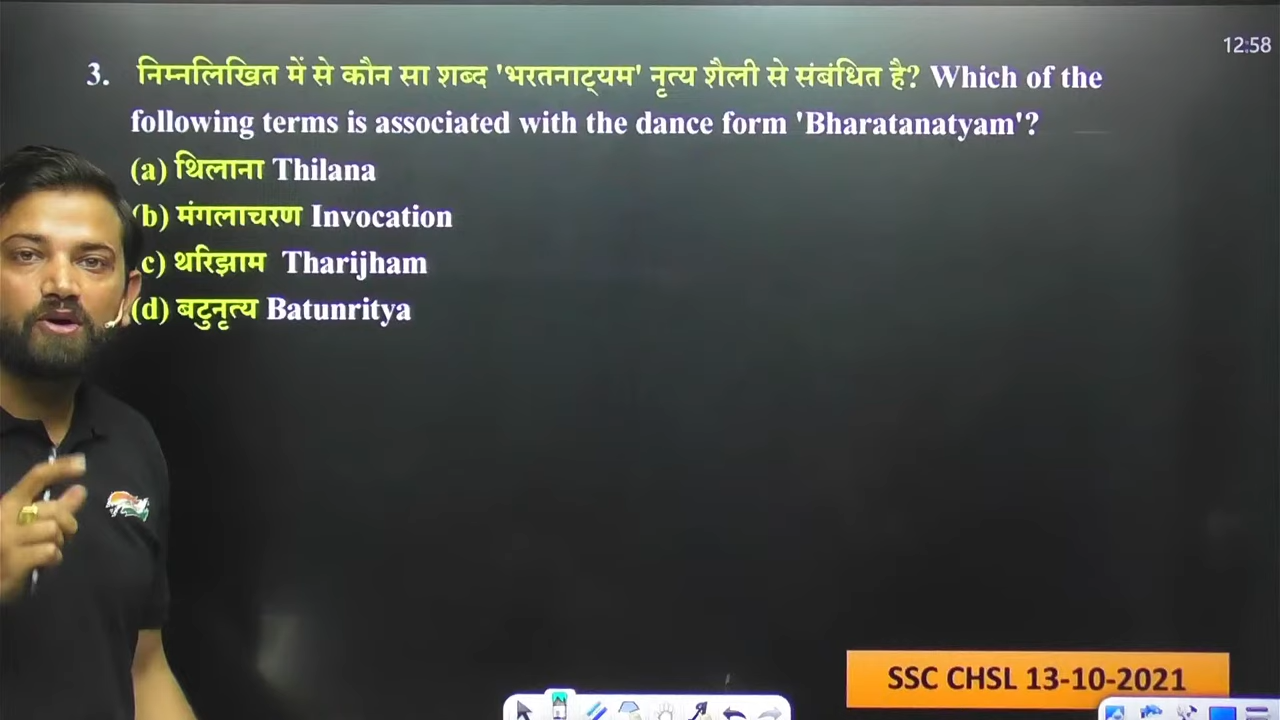 12:58
3. निम्नलिखित में से कौन सा शब्द 'भरतनाट्यम' नृत्य शैली से संबंधित है? Which of the
following terms is associated with the dance form 'Bharatanatyam'?
(a) थिलाना Thilana
(b) मंगलाचरण Invocation
c) थरिझाम Tharijham
(d) बटुनृत्य Batunritya
SSC CHSL 13-10-2021